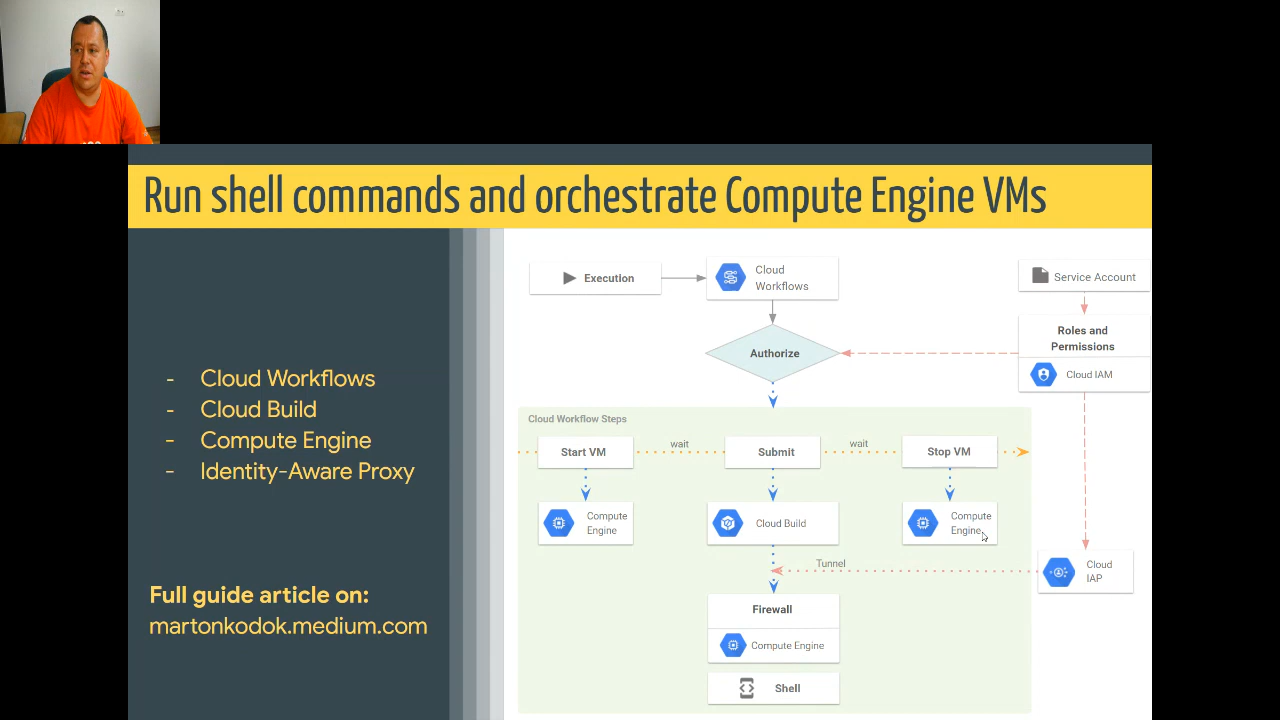 Run shell commands and orchestrate Compute Engine VMs
- Cloud Workflows
- Cloud Build
- Compute Engine
- Identity-Aware Proxy
Full guide article on:
martonkodok.medium.com
Execution
Cloud
Workflows
Service Account
Authorize
Roles and
Permissions
Cloud IAM
Cloud Workflow Steps
Start VM
wait
Submit
wait
Stop VM
Compute
Engine
Cloud Build
Compute
Engine
Tunnel
Cloud
IAP
Firewall
Compute Engine
Shell